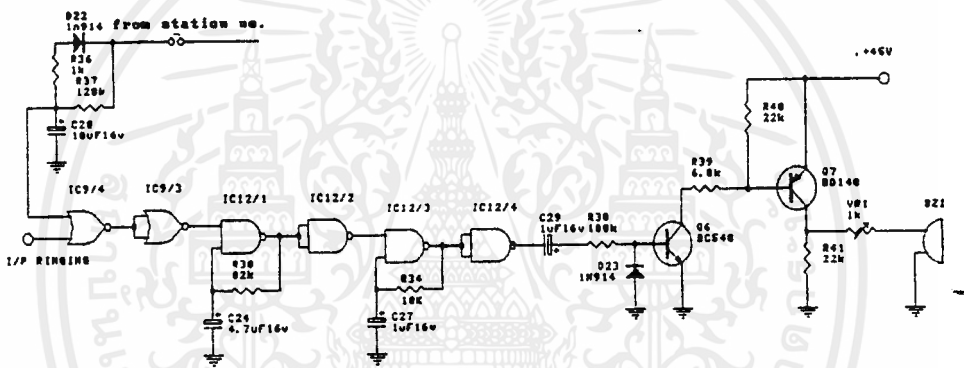 D22
1n914 from station no.
R36
1k
R37
120k
C28
10uF16v
.+45V
R40
22k
R39
6.8k
Q7
BD140
VR1
1k
BZ1
IC9/4
IC9/3
IC12/1
IC12/2
IC12/3
IC12/4
C29
1uF16v
R38
100k
Q6
BC548
R41
22k
I/P RINGING
R30
82k
R34
10K
D23
1N914
C24
4.7uF16v
C27
1uF16v